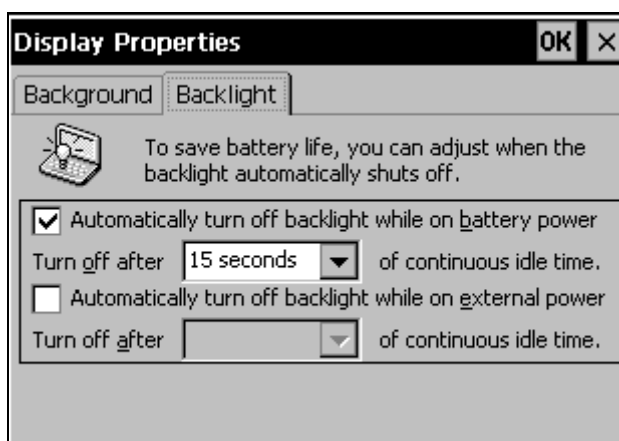 Display Properties OK ×
Background Backlight
To save battery life, you can adjust when the
backlight automatically shuts off.
Automatically turn off backlight while on battery power
Turn off after 15 seconds of continuous idle time.
Automatically turn off backlight while on external power
Turn off after of continuous idle time.